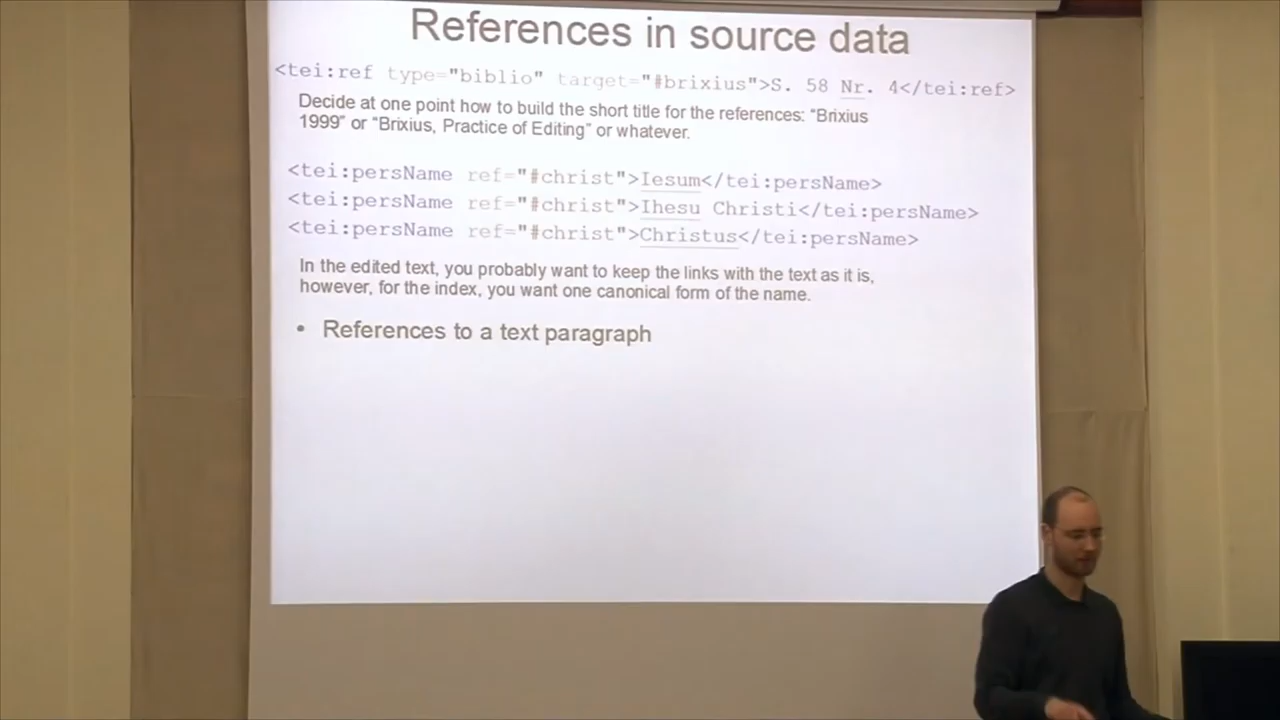 References in source data
<tei:ref type="biblio" target="#brixius">S. 58 Nr. 4</tei:ref>
Decide at one point how to build the short title for the references: “Brixius
1999” or “Brixius, Practice of Editing” or whatever.
<tei:persName ref="#christ">Iesum</tei:persName>
<tei:persName ref="#christ">Ihesu Christi</tei:persName>
<tei:persName ref="#christ">Christus</tei:persName>
In the edited text, you probably want to keep the links with the text as it is,
however, for the index, you want one canonical form of the name.
• References to a text paragraph